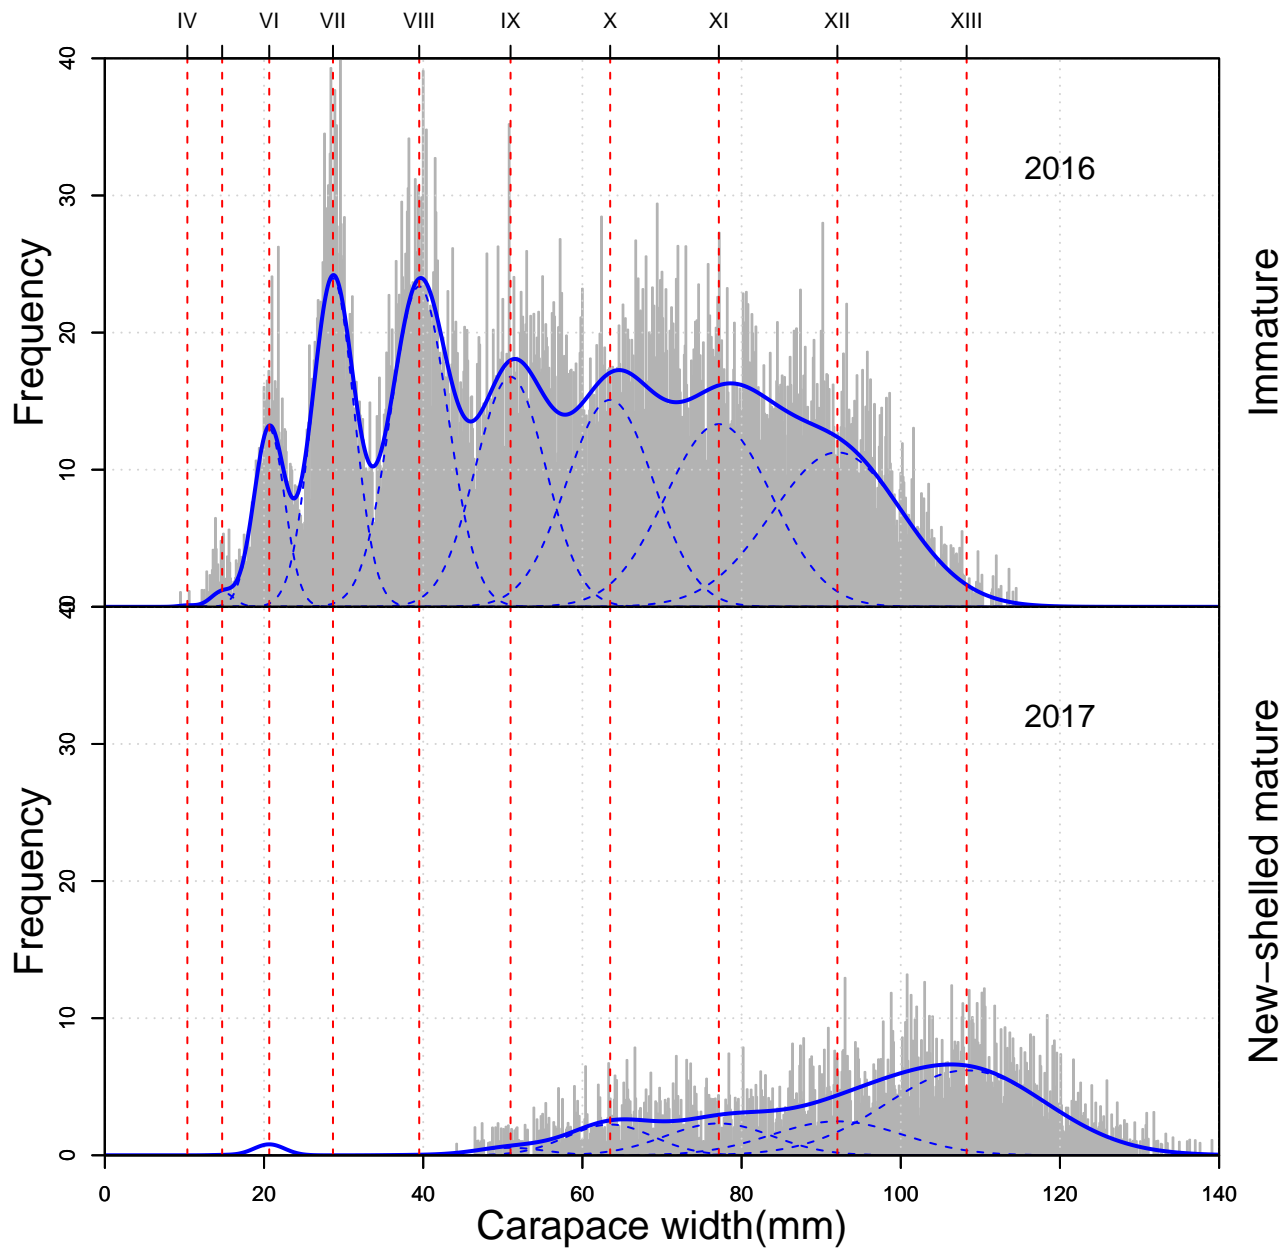 IV VI VII VIII IX X XI XII XIII
40
30
20
10
0
Frequency
2016
Immature
40
30
20
10
0
Frequency
2017
New-shelled mature
0 20 40 60 80 100 120 140
Carapace width(mm)